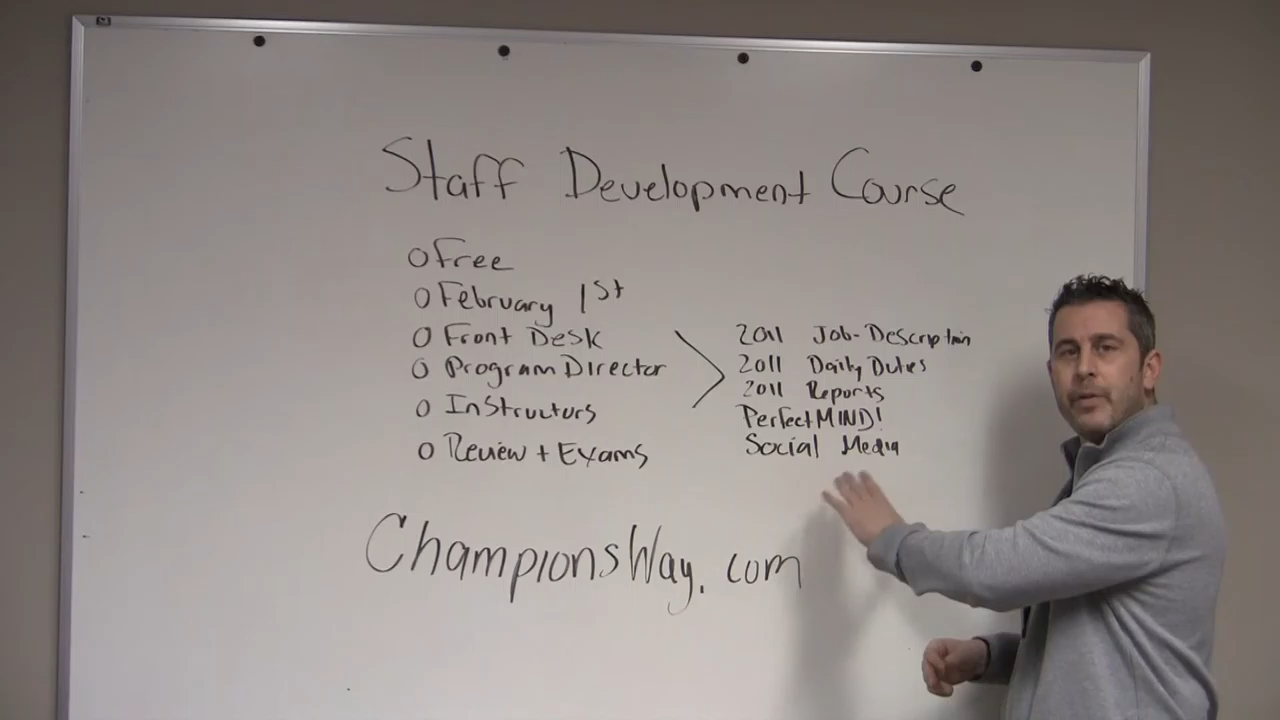 Staff Development Course
Free
February 1st
Front Desk
Program Director
Instructors
Review + Exams
2011 Job-Description
2011 Daily Duties
2011 Reports
PerfectMIND!
Social Media
ChampionsWay.com